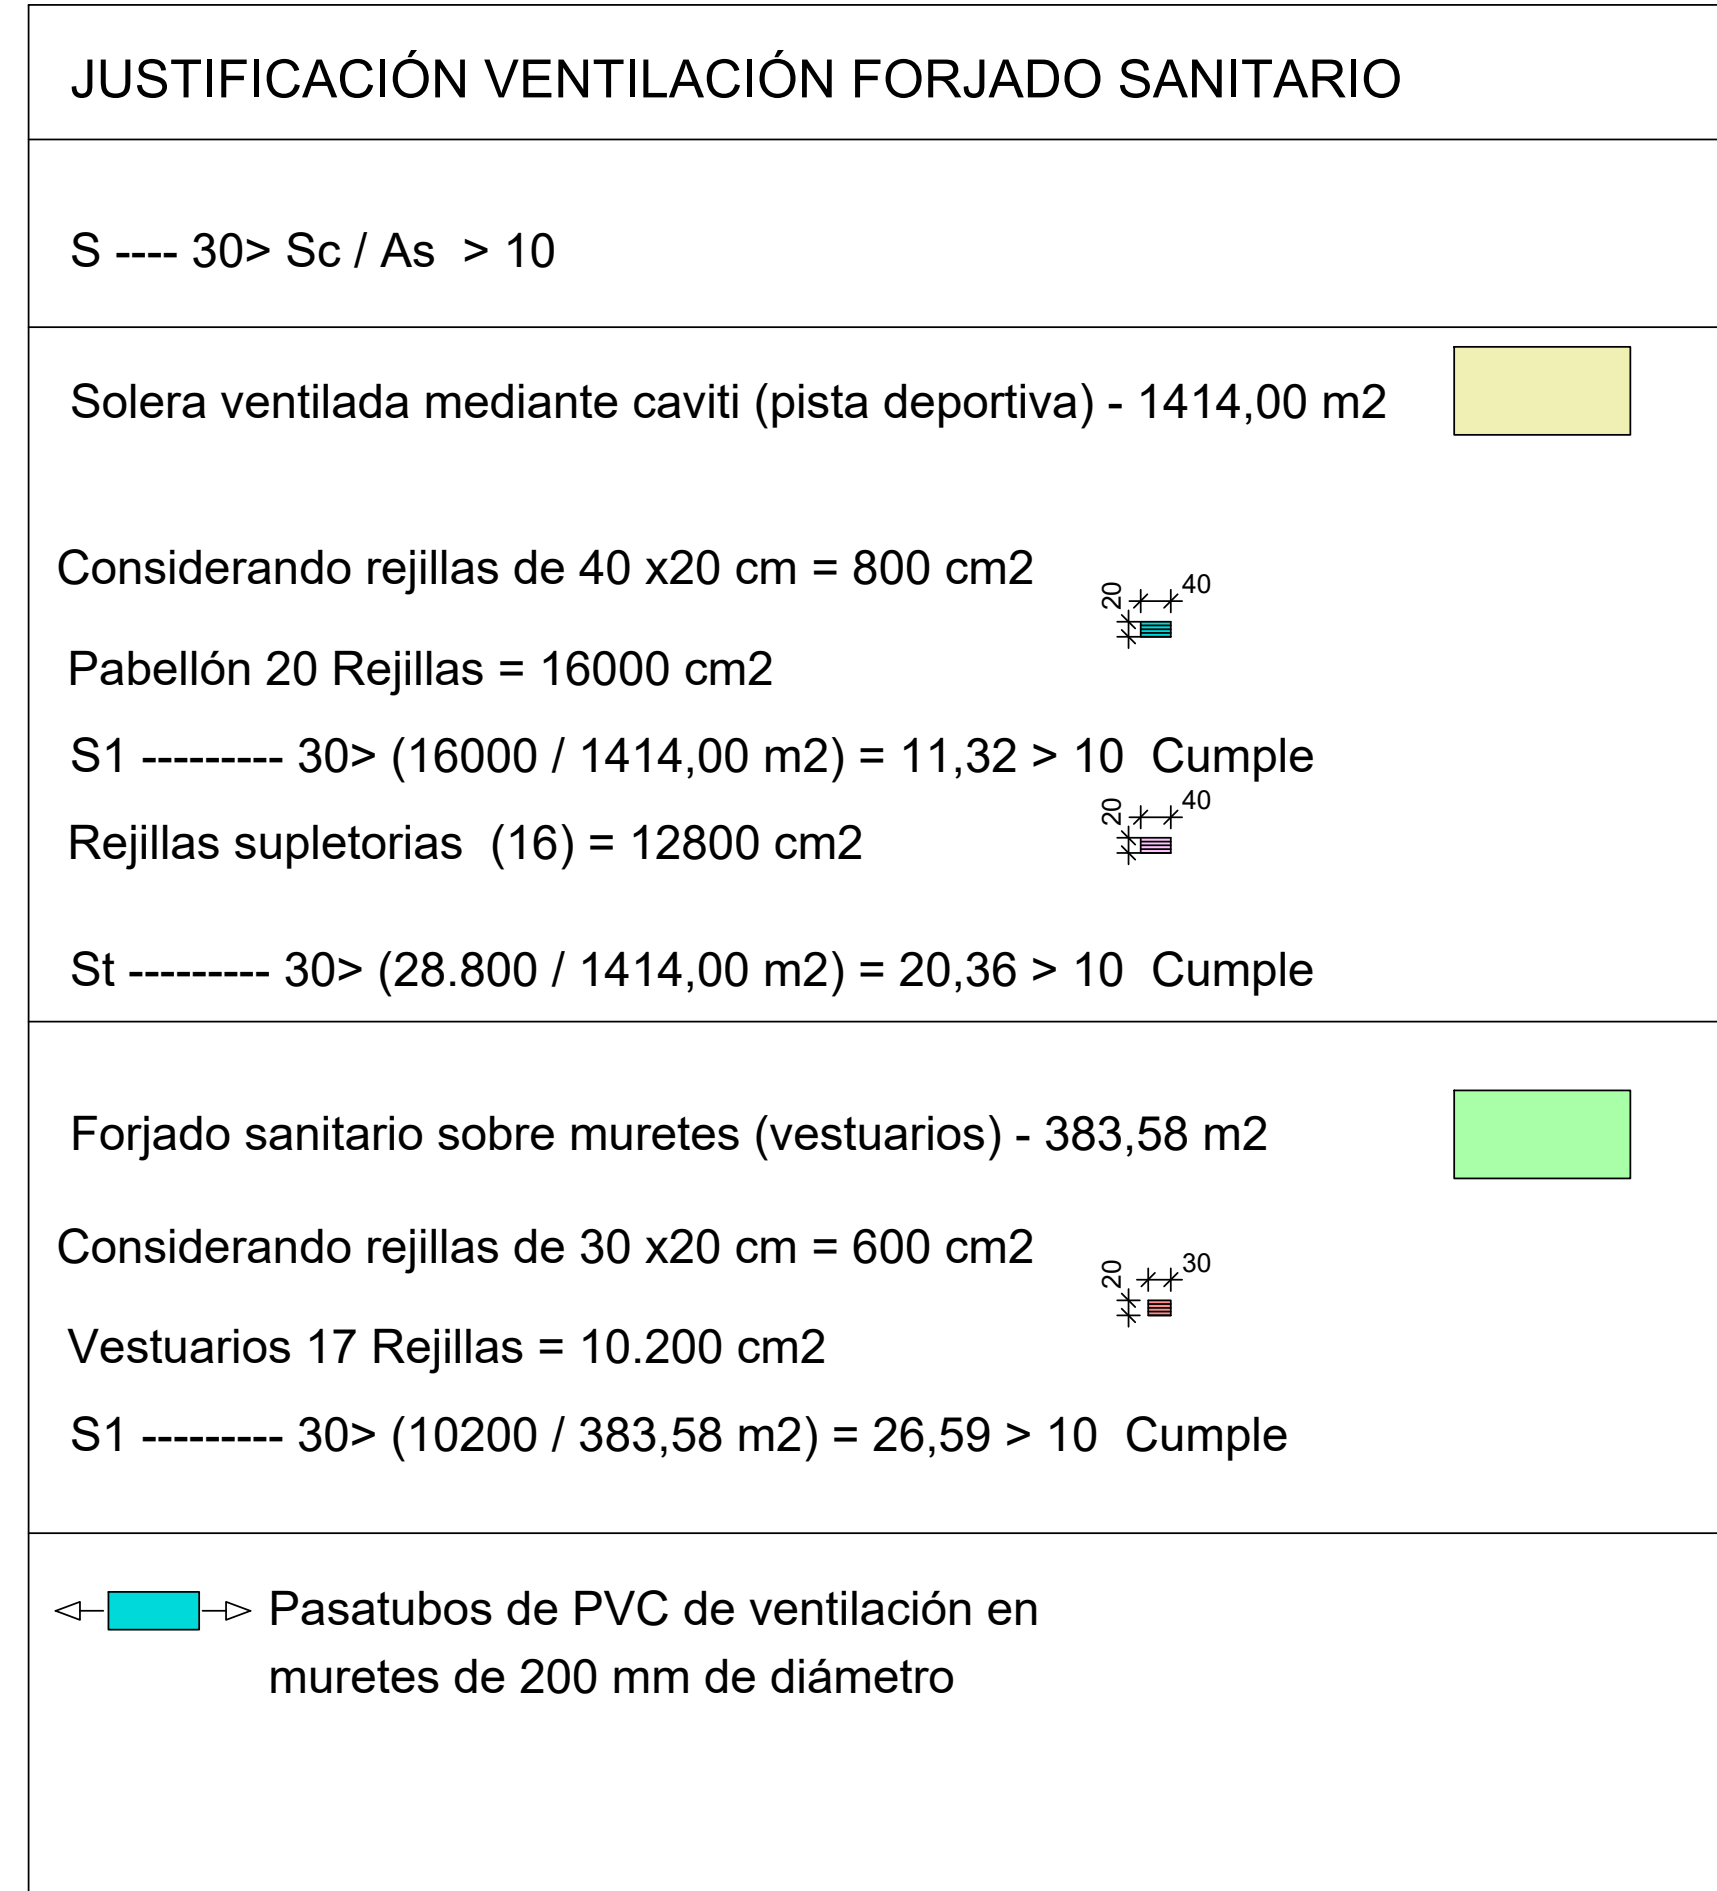 JUSTIFICACIÓN VENTILACIÓN FORJADO SANITARIO
S ---- 30> Sc / As  > 10
Solera ventilada mediante caviti (pista deportiva) - 1414,00 m2
Considerando rejillas de 40 x20 cm = 800 cm2
20 40
Pabellón 20 Rejillas = 16000 cm2
S1 --------- 30> (16000 / 1414,00 m2) = 11,32 > 10  Cumple
20 40
Rejillas supletorias  (16) = 12800 cm2
St --------- 30> (28.800 / 1414,00 m2) = 20,36 > 10  Cumple
Forjado sanitario sobre muretes (vestuarios) - 383,58 m2
Considerando rejillas de 30 x20 cm = 600 cm2
20 30
Vestuarios 17 Rejillas = 10.200 cm2
S1 --------- 30> (10200 / 383,58 m2) = 26,59 > 10  Cumple
Pasatubos de PVC de ventilación en
muretes de 200 mm de diámetro